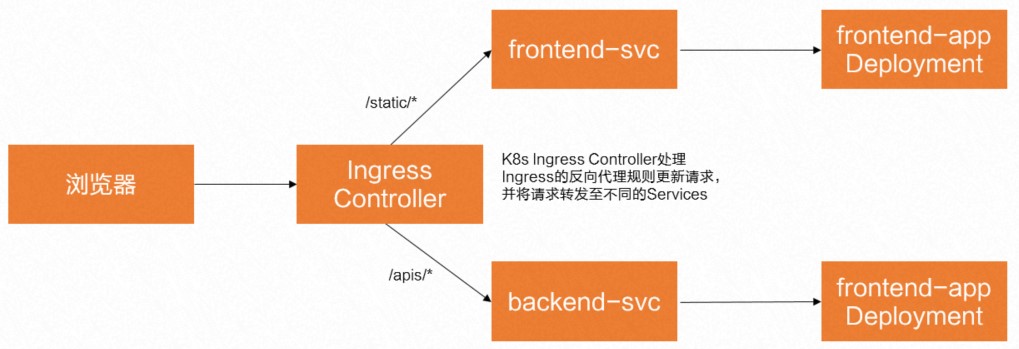 frontend-svc
frontend-app
Deployment
/static/*
浏览器
Ingress
Controller
K8s Ingress Controller处理
Ingress的反向代理规则更新请求，
并将请求转发至不同的Services
/apis/*
backend-svc
frontend-app
Deployment